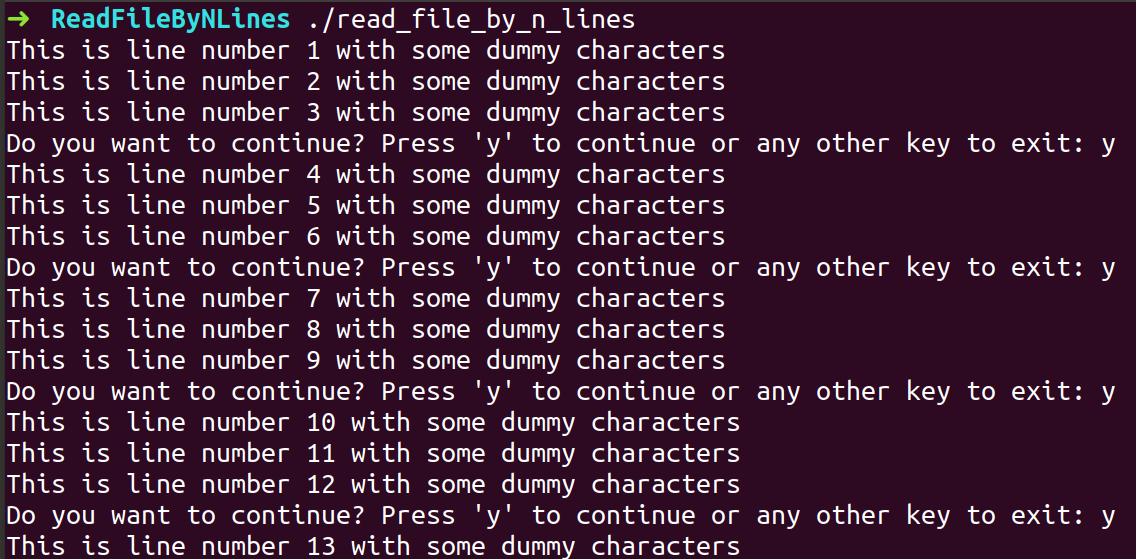 ➜ ReadFileByNLines ./read_file_by_n_lines
This is line number 1 with some dummy characters
This is line number 2 with some dummy characters
This is line number 3 with some dummy characters
Do you want to continue? Press 'y' to continue or any other key to exit: y
This is line number 4 with some dummy characters
This is line number 5 with some dummy characters
This is line number 6 with some dummy characters
Do you want to continue? Press 'y' to continue or any other key to exit: y
This is line number 7 with some dummy characters
This is line number 8 with some dummy characters
This is line number 9 with some dummy characters
Do you want to continue? Press 'y' to continue or any other key to exit: y
This is line number 10 with some dummy characters
This is line number 11 with some dummy characters
This is line number 12 with some dummy characters
Do you want to continue? Press 'y' to continue or any other key to exit: y
This is line number 13 with some dummy characters